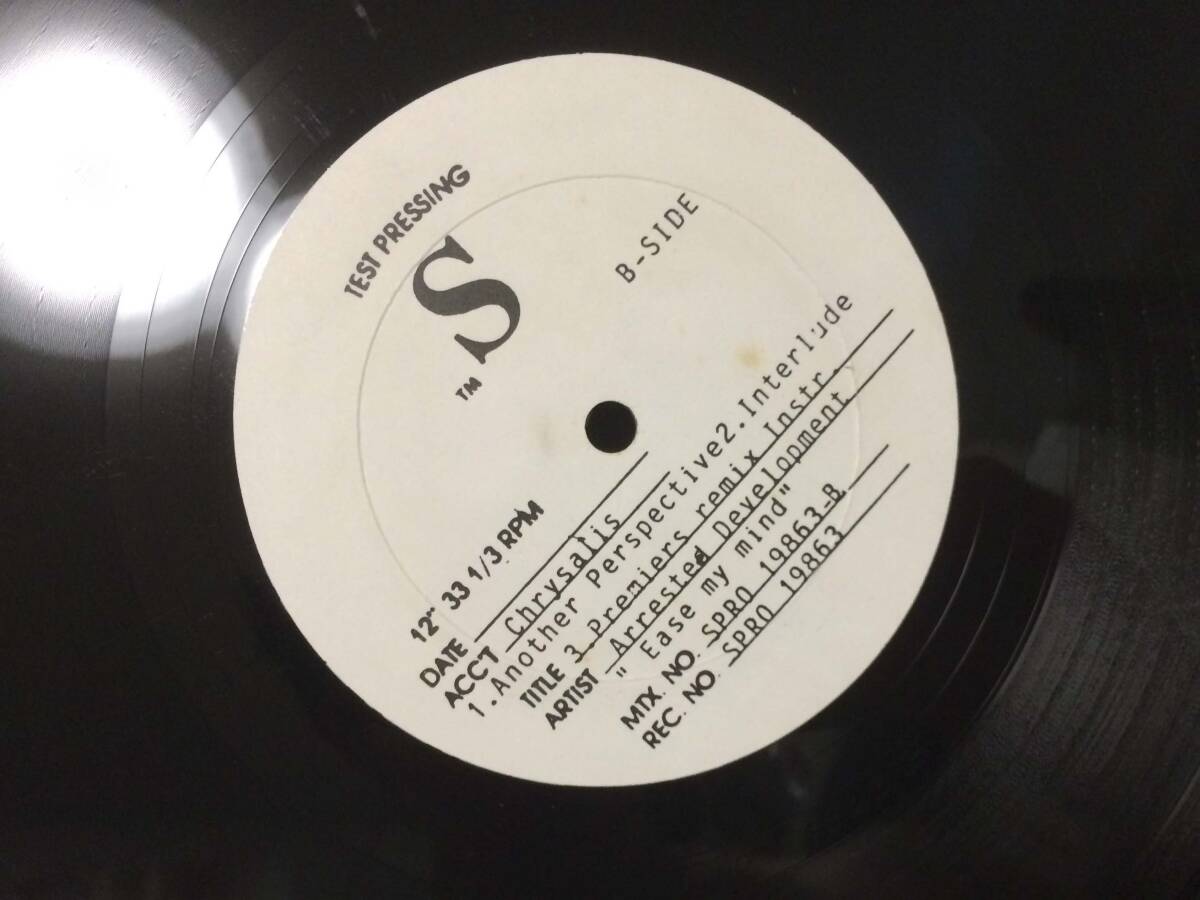 TEST PRESSING
S
™
B-SIDE
12" 33 1/3 RPM
DATE
ACCT Chrysalis
1.Another Perspective2.Interlude
TITLE 3 Premiers remix Instr.
ARTIST Arrested Development
" Ease my mind"
MTX. NO. SPRO 19863-B
REC. NO. SPRO 19863